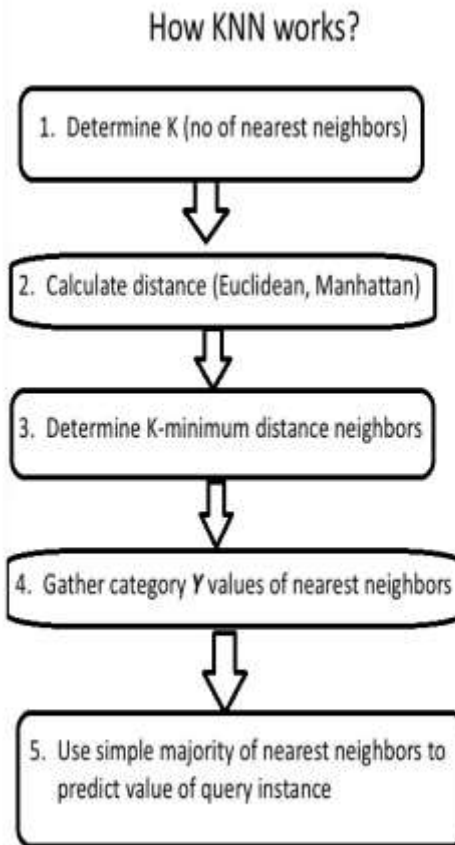 How KNN works?
1. Determine K (no of nearest neighbors)
2. Calculate distance (Euclidean, Manhattan)
3. Determine K-minimum distance neighbors
4. Gather category Y values of nearest neighbors
5. Use simple majority of nearest neighbors to
predict value of query instance